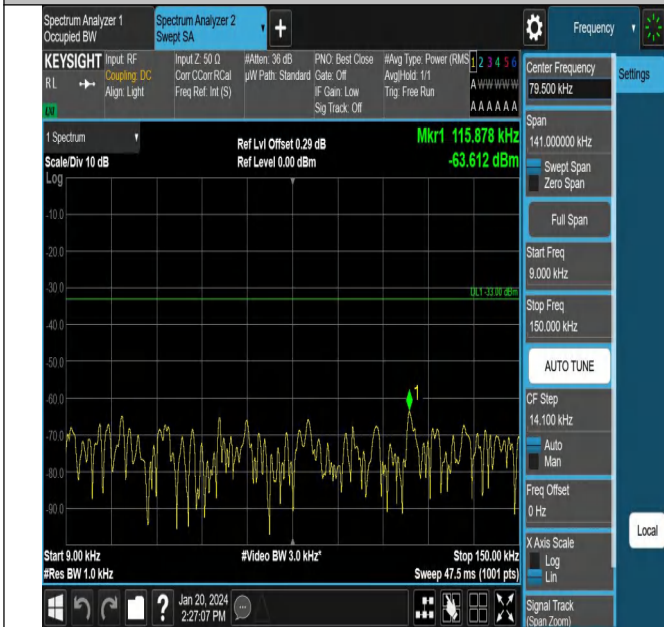 Spectrum Analyzer 1
Occupied BW
Spectrum Analyzer 2
Swept SA
+
Frequency
KEYSIGHT
RL
LXI
Input: RF
Coupling: DC
Align: Light
Input Z: 50 Ω
Corr CCorr RCal
Freq Ref: Int (S)
#Atten: 36 dB
µW Path: Standard
PNO: Best Close
Gate: Off
IF Gain: Low
Sig Track: Off
#Avg Type: Power (RMS
Avg|Hold: 1/1
Trig: Free Run
1 2 3 4 5 6
A W W W W W
A A A A A A
1 Spectrum
Scale/Div 10 dB
Log
Ref Lvl Offset 0.29 dB
Ref Level 0.00 dBm
Mkr1 115.878 kHz
-63.612 dBm
-10.0
-20.0
-30.0
DL1 -33.00 dBm
-40.0
-50.0
-60.0
1
-70.0
-80.0
-90.0
Start 9.00 kHz
#Res BW 1.0 kHz
#Video BW 3.0 kHz*
Stop 150.00 kHz
Sweep 47.5 ms (1001 pts)
Jan 20, 2024
2:27:07 PM
?
Center Frequency
79.500 kHz
Settings
Span
141.000000 kHz
Swept Span
Zero Span
Full Span
Start Freq
9.000 kHz
Stop Freq
150.000 kHz
AUTO TUNE
CF Step
14.100 kHz
Auto
Man
Freq Offset
0 Hz
X Axis Scale
Log
Lin
Local
Signal Track
(Span Zoom)